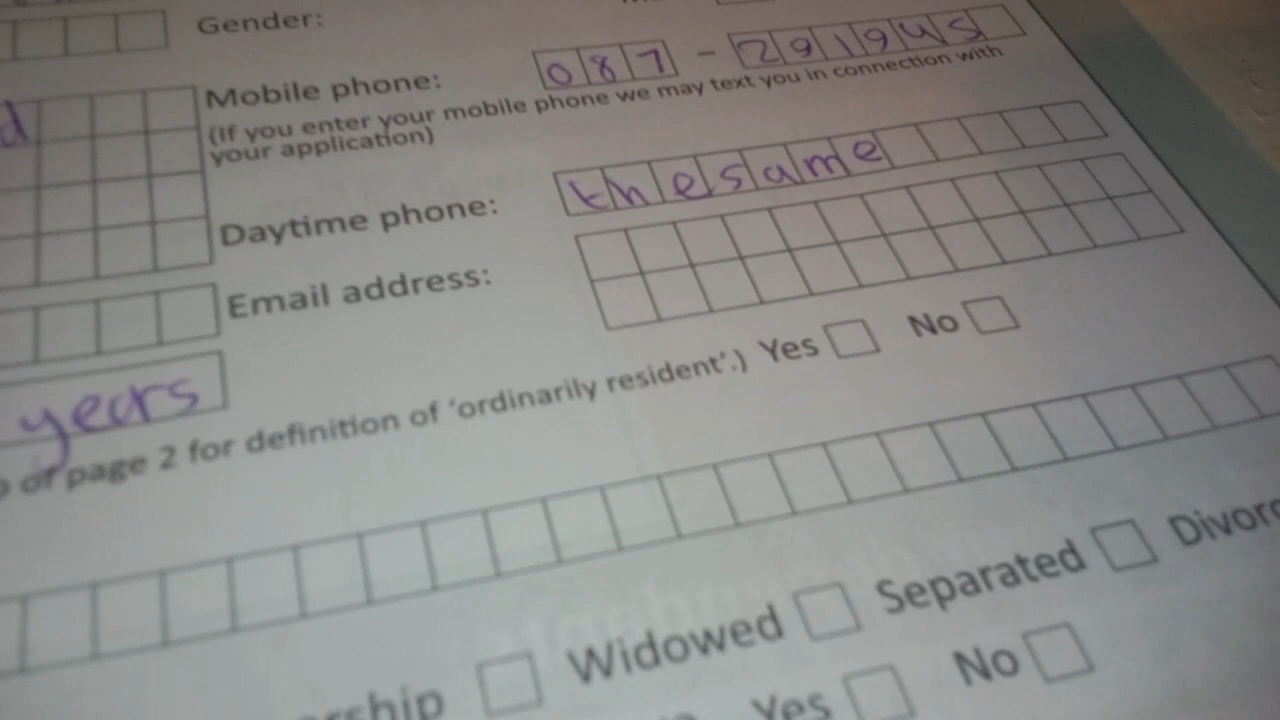 Gender:
Mobile phone: 087 - 291945
(If you enter your mobile phone we may text you in connection with
your application)
d
Daytime phone: thesame
Email address:
years
of page 2 for definition of ‘ordinarily resident’.) Yes No
Widowed Separated Divor
rship
Yes No